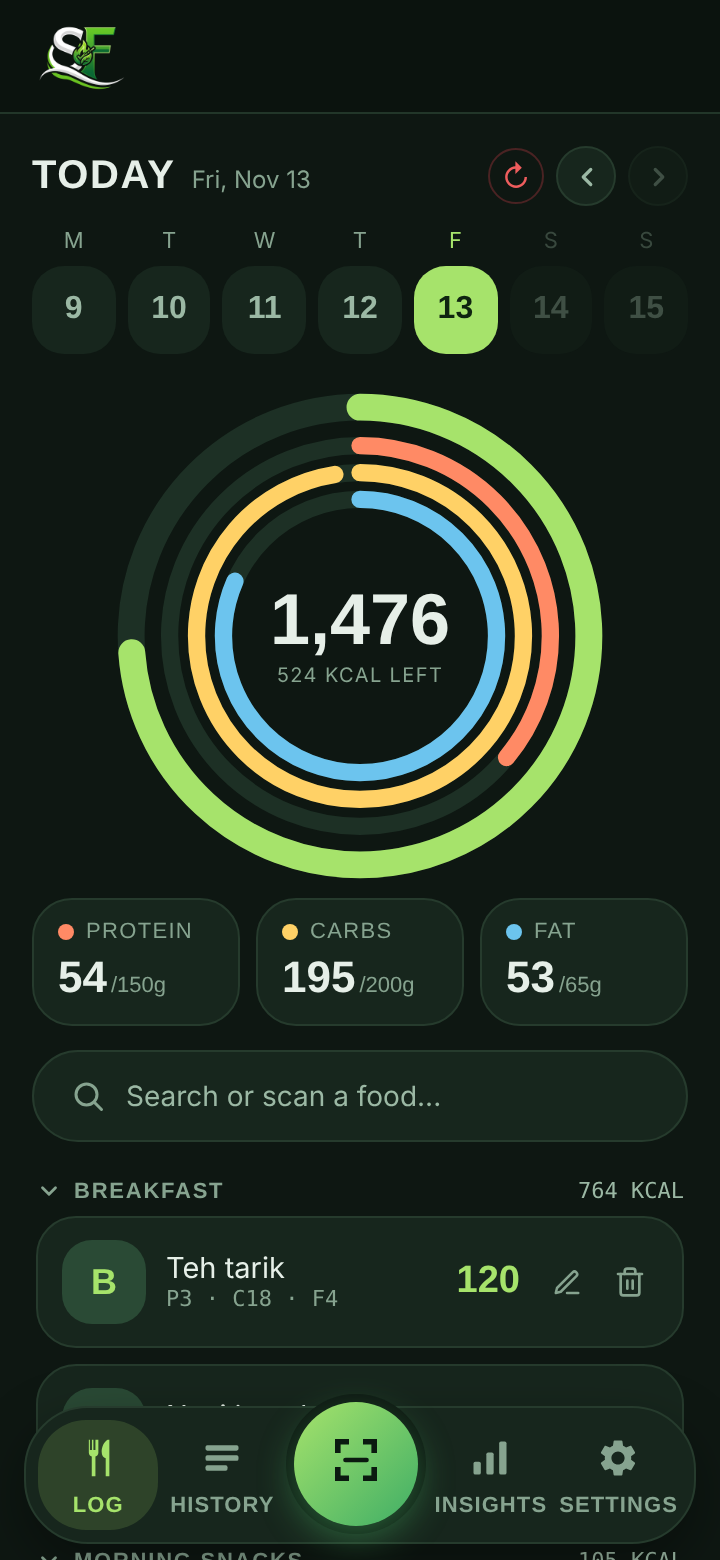 SF
TODAY Fri, Nov 13
M T W T F S S
9 10 11 12 13 14 15
1,476
524 KCAL LEFT
PROTEIN CARBS FAT
54/150g 195/200g 53/65g
Search or scan a food...
BREAKFAST 764 KCAL
B Teh tarik 120
P3 · C18 · F4
LOG HISTORY INSIGHTS SETTINGS
MORNING SNACKS 105 KCAL